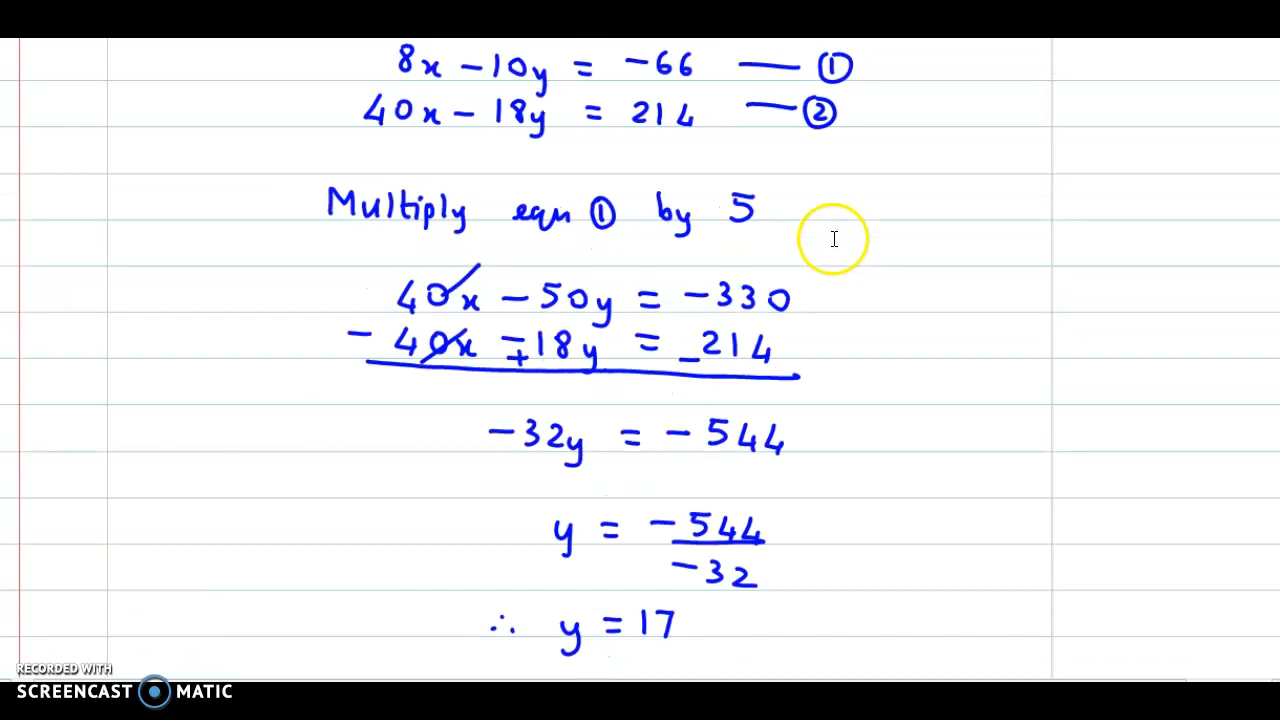 8x - 10y = -66 —— ①
40x - 18y = 214 —— ②
Multiply eqn ① by 5
40x - 50y = -330
- 40x -+ 18y = -214
-32y = -544
y = -544
-32
∴ y = 17
RECORDED WITH
SCREENCAST MATIC